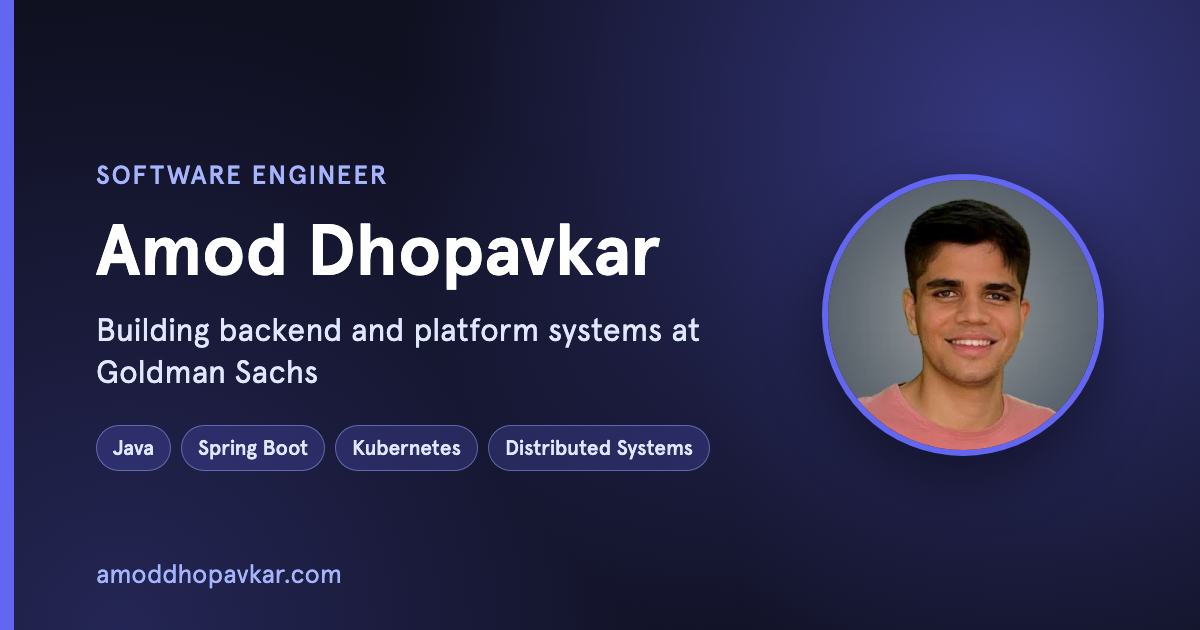 SOFTWARE ENGINEER
Amod Dhopavkar
Building backend and platform systems at
Goldman Sachs
Java Spring Boot Kubernetes Distributed Systems
amoddhopavkar.com